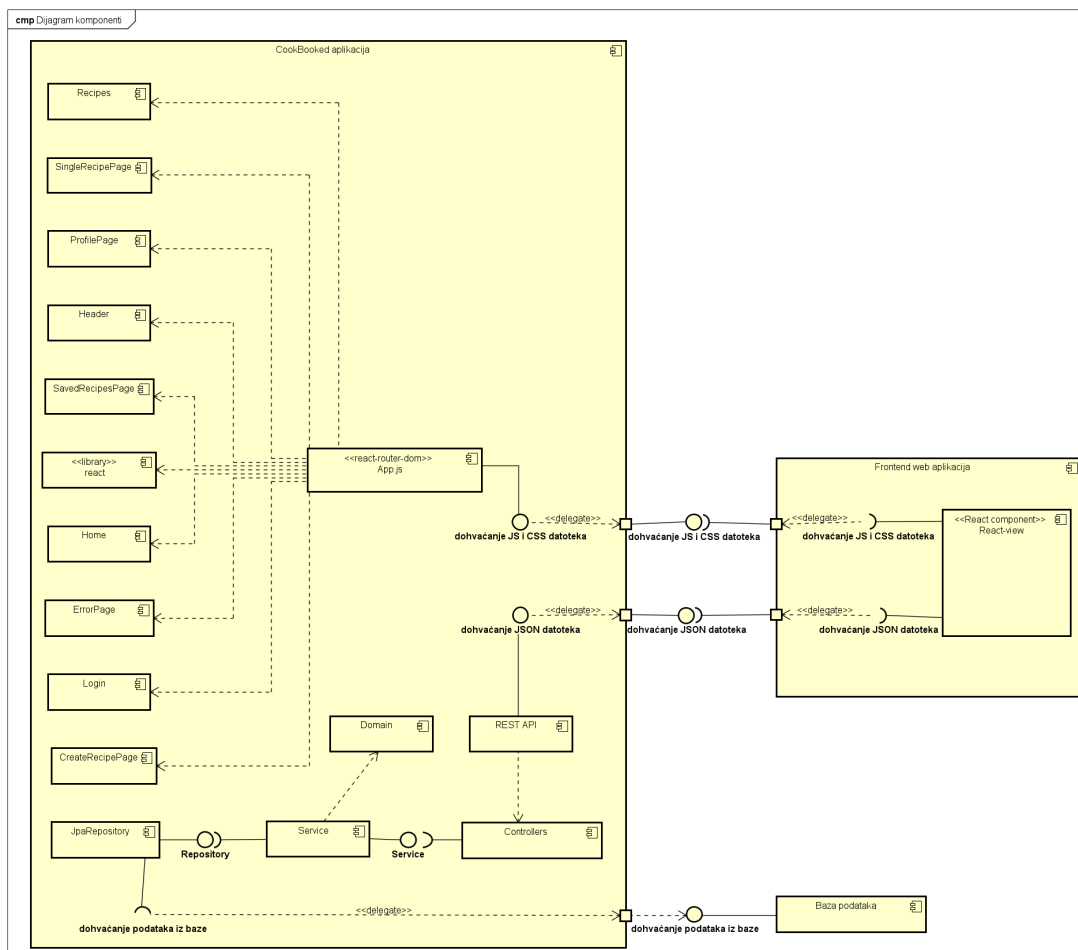 cmp Dijagram komponenti
CookBooked aplikacija
Recipes
SingleRecipePage
ProfilePage
Header
SavedRecipesPage
<<library>>
react
Home
ErrorPage
Login
CreateRecipePage
<<react-router-dom>>
App.js
<<delegate>>
dohvaćanje JS i CSS datoteka
dohvaćanje JS i CSS datoteka
Frontend web aplikacija
<<delegate>>
dohvaćanje JS i CSS datoteka
<<React component>>
React-view
<<delegate>>
dohvaćanje JSON datoteka
dohvaćanje JSON datoteka
<<delegate>>
dohvaćanje JSON datoteka
Domain
REST API
JpaRepository
Repository
Service
Service
Controllers
<<delegate>>
dohvaćanje podataka iz baze
dohvaćanje podataka iz baze
Baza podataka